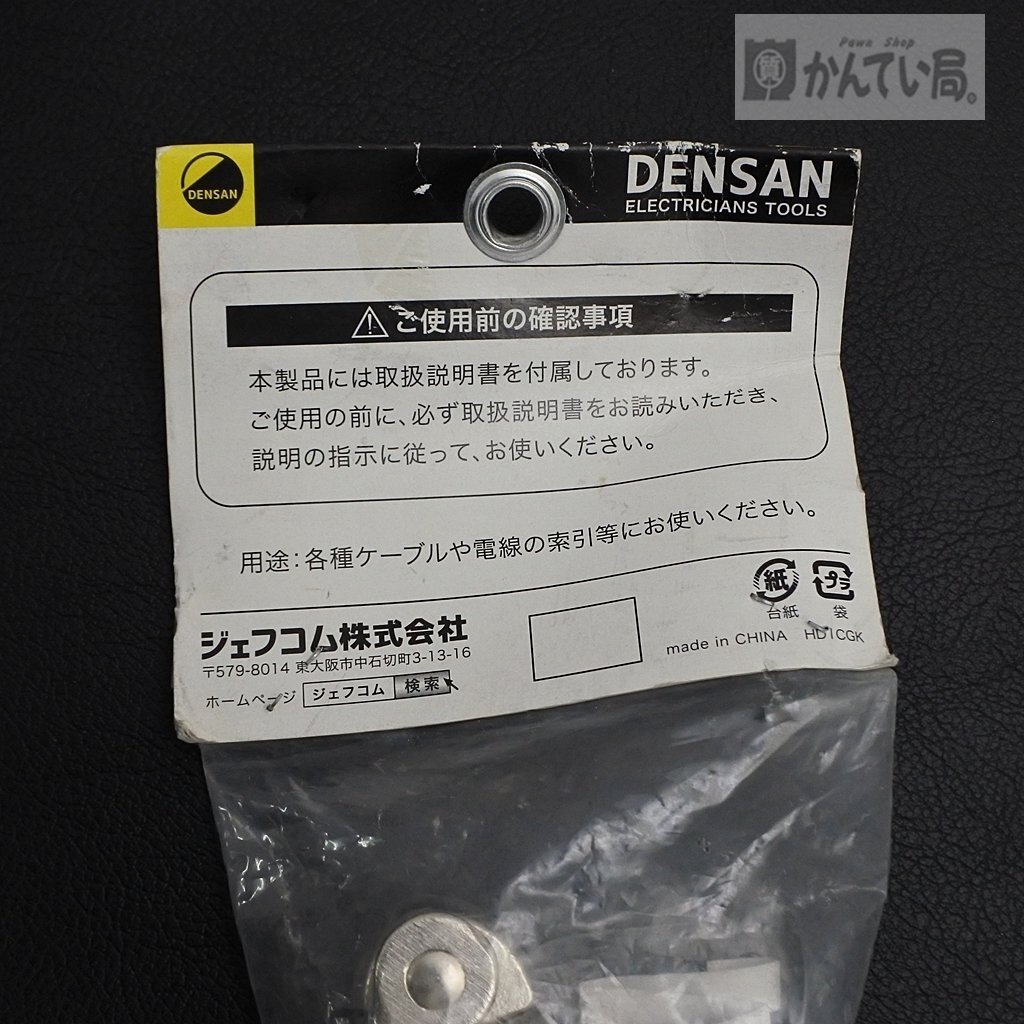 Pawn Shop
質 かんてい局。
DENSAN
DENSAN
ELECTRICIANS TOOLS
ご使用前の確認事項
本製品には取扱説明書を付属しております。
ご使用の前に、必ず取扱説明書をお読みいただき、
説明の指示に従って、お使いください。
用途：各種ケーブルや電線の索引等にお使いください。
紙 プラ
台紙 袋
ジェフコム株式会社
〒579-8014 東大阪市中石切町3-13-16
made in CHINA HD1CGK
ホームページ ジェフコム 検索